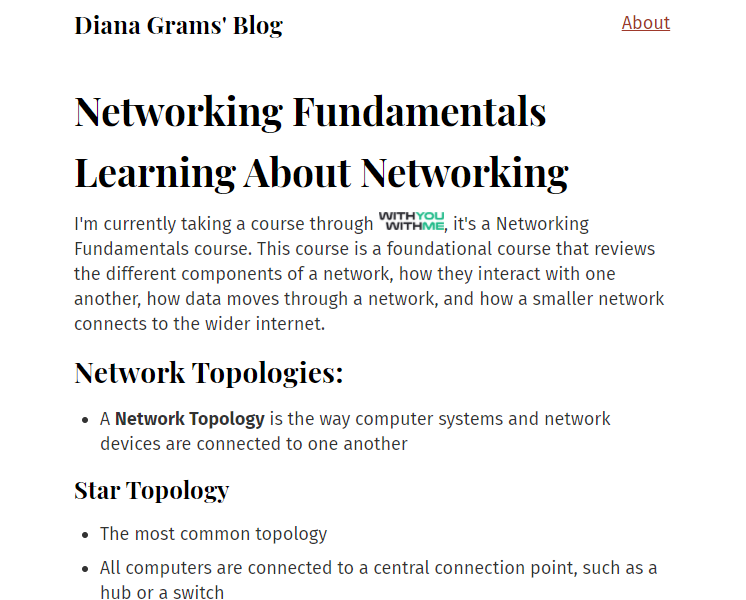 Diana Grams' Blog
About
Networking Fundamentals
Learning About Networking
I'm currently taking a course through WITHYOU WITHME, it's a Networking
Fundamentals course. This course is a foundational course that reviews
the different components of a network, how they interact with one
another, how data moves through a network, and how a smaller network
connects to the wider internet.
Network Topologies:
• A Network Topology is the way computer systems and network
devices are connected to one another
Star Topology
• The most common topology
• All computers are connected to a central connection point, such as a
hub or a switch